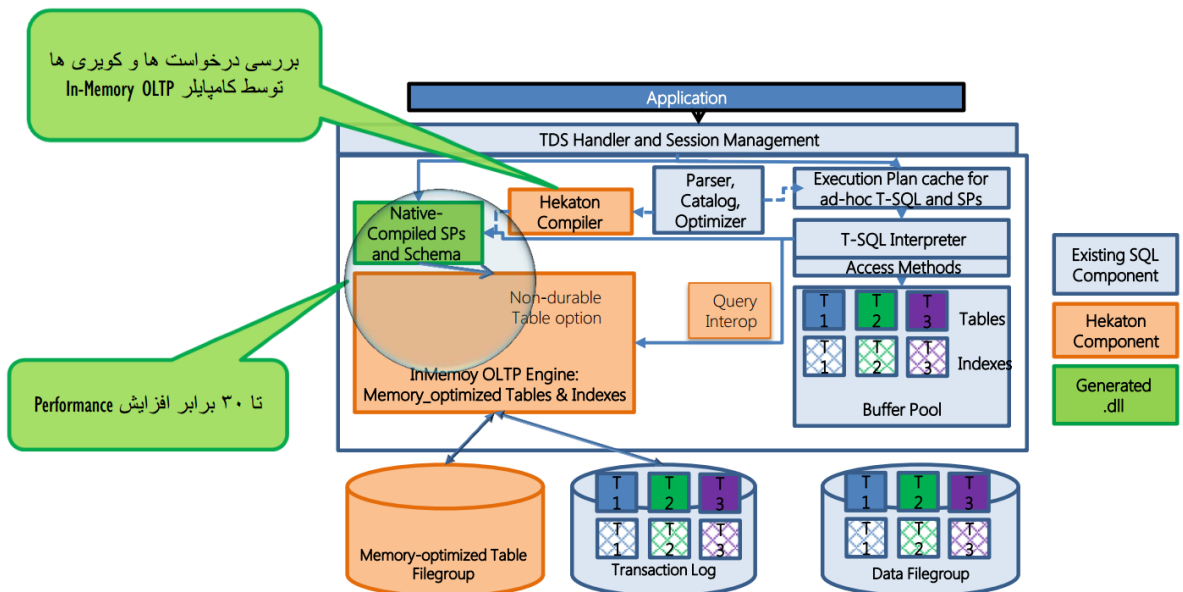 بررسی درخواست ها و کویری ها
توسط کامپایلر In-Memory OLTP
Application
TDS Handler and Session Management
Native-
Compiled SPs
and Schema
Hekaton
Compiler
Parser,
Catalog,
Optimizer
Execution Plan cache for
ad-hoc T-SQL and SPs
T-SQL Interpreter
Access Methods
Non-durable
Table option
Query
Interop
T
1
T
2
T
3
Tables
T
1
T
2
T
3
Indexes
Buffer Pool
InMemoy OLTP Engine:
Memory_optimized Tables & Indexes
تا ۳۰ برابر افزایش Performance
Existing SQL
Component
Hekaton
Component
Generated
.dll
Memory-optimized Table
Filegroup
T
1
T
2
T
3
T
1
T
2
T
3
Transaction Log
T
1
T
2
T
3
T
1
T
2
T
3
Data Filegroup